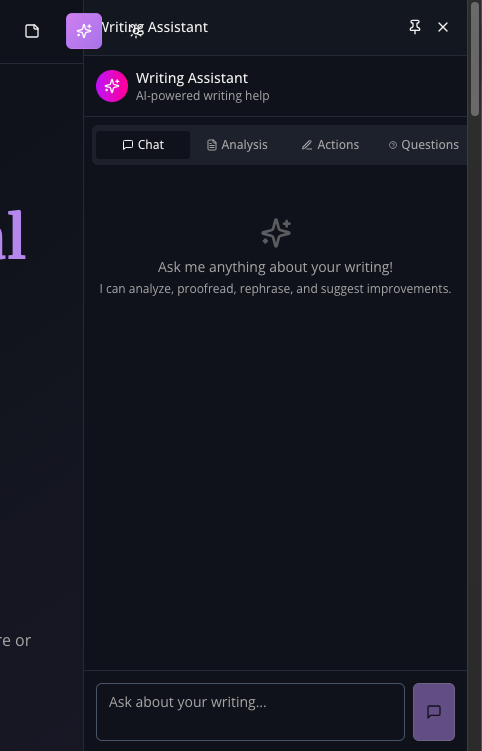 Writing Assistant
Writing Assistant
AI-powered writing help
Chat Analysis Actions Questions
al
Ask me anything about your writing!
I can analyze, proofread, rephrase, and suggest improvements.
re or
Ask about your writing...